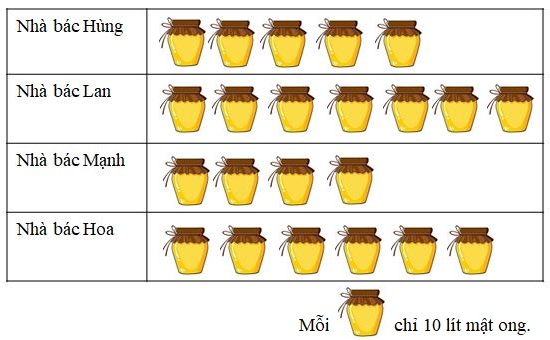 Nhà bác Hùng
Nhà bác Lan
Nhà bác Mạnh
Nhà bác Hoa
Mỗi chỉ 10 lít mật ong.